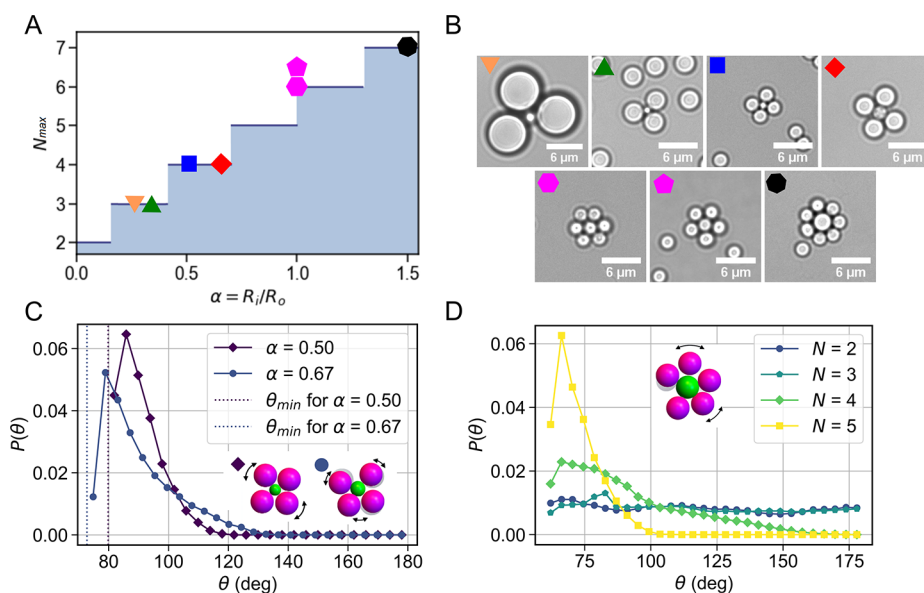 A
7
6
5
4
3
2
N_max
0.0
0.5
1.0
1.5
α = R_i/R_o
B
6 μm
6 μm
6 μm
6 μm
6 μm
6 μm
6 μm
C
0.06
0.04
0.02
0.00
P(θ)
80
100
120
140
160
180
θ (deg)
α = 0.50
α = 0.67
θ_min for α = 0.50
θ_min for α = 0.67
D
0.06
0.04
0.02
0.00
P(θ)
75
100
125
150
175
θ (deg)
N = 2
N = 3
N = 4
N = 5